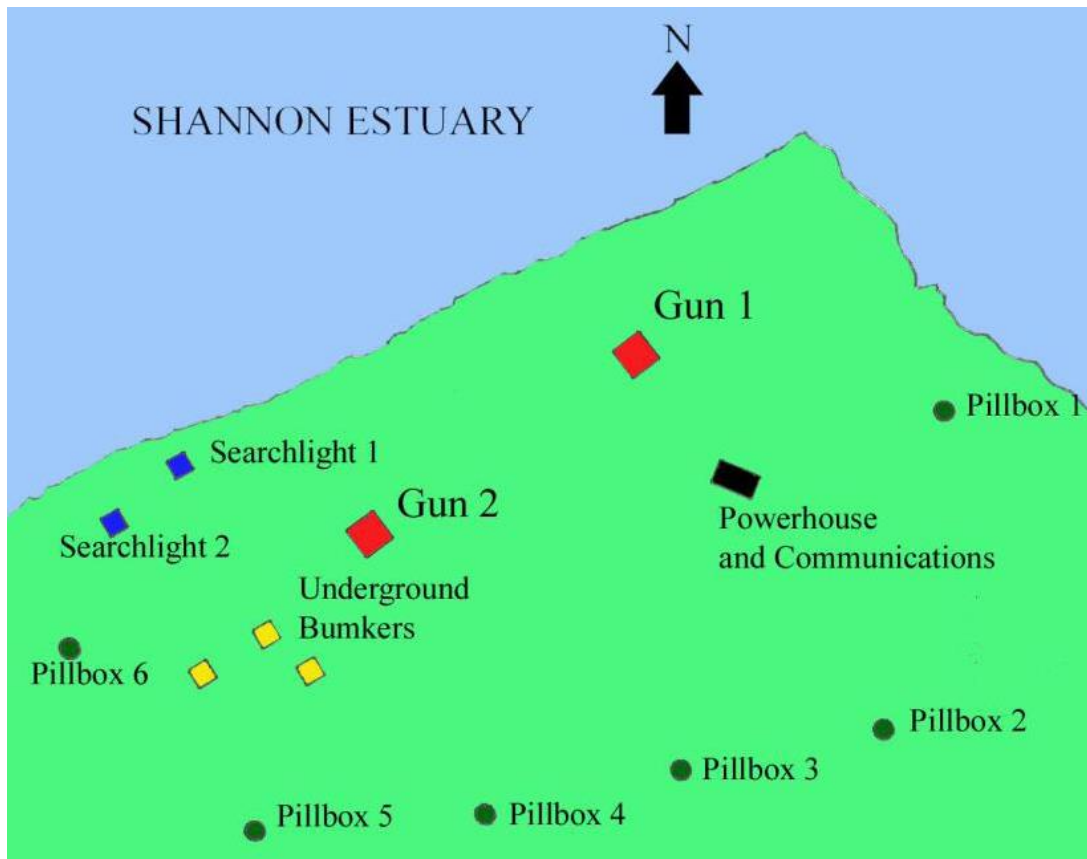 N
SHANNON ESTUARY
Gun 1
Pillbox 1
Searchlight 1
Gun 2
Searchlight 2
Powerhouse
and Communications
Underground
Bumkers
Pillbox 6
Pillbox 2
Pillbox 3
Pillbox 4
Pillbox 5